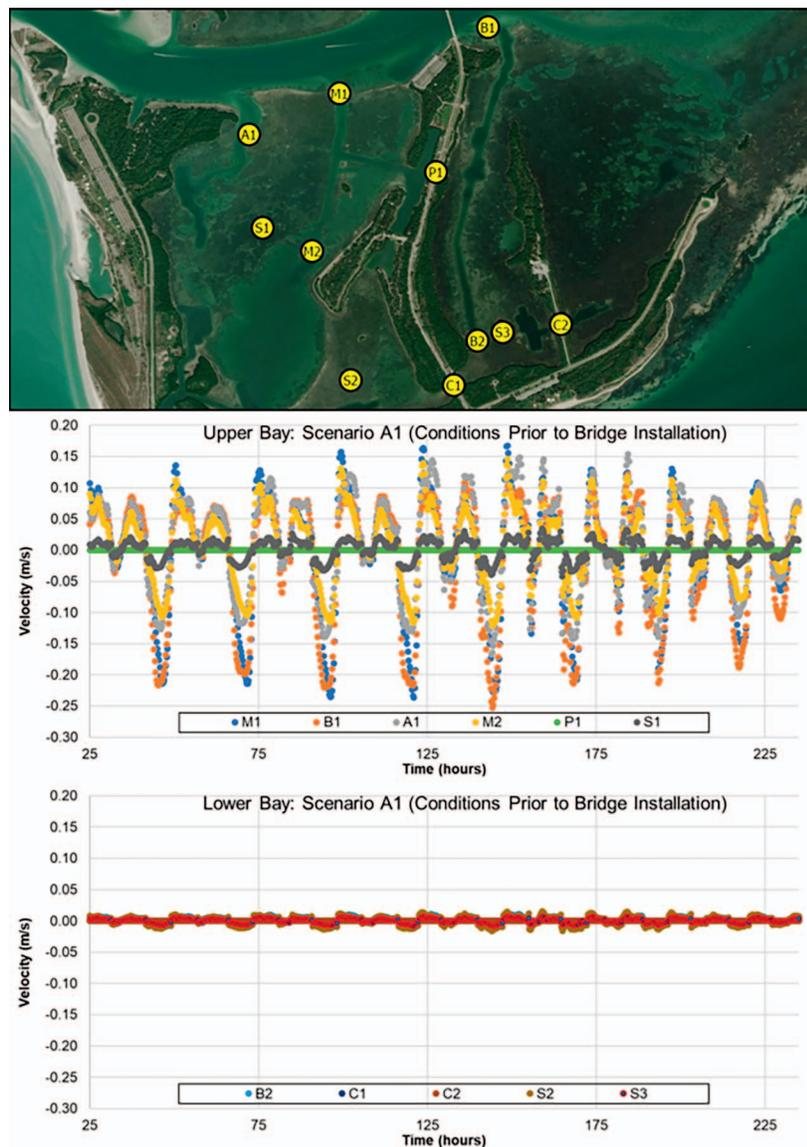 B1
M1
A1
P1
S1
M2
C2
S3
B2
S2
C1
Upper Bay: Scenario A1 (Conditions Prior to Bridge Installation)
0.20
0.15
0.10
0.05
0.00
-0.05
-0.10
-0.15
-0.20
-0.25
-0.30
Velocity (m/s)
M1 B1 A1 M2 P1 S1
25 75 125 175 225
Time (hours)
Lower Bay: Scenario A1 (Conditions Prior to Bridge Installation)
0.20
0.15
0.10
0.05
0.00
-0.05
-0.10
-0.15
-0.20
-0.25
-0.30
Velocity (m/s)
B2 C1 C2 S2 S3
25 75 125 175 225
Time (hours)